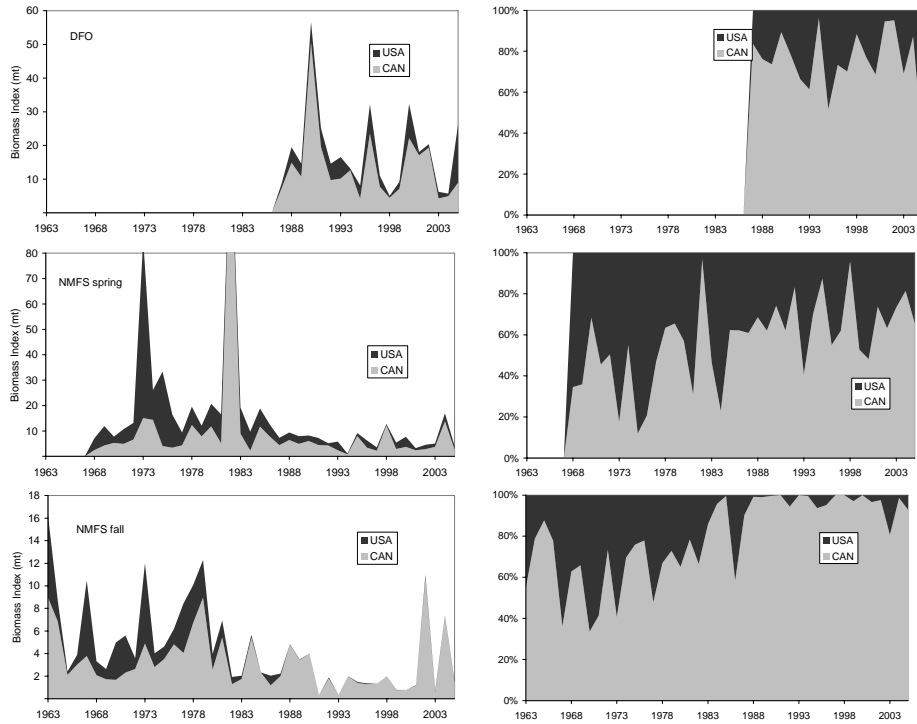 60
50
40
30
20
10
Biomass Index (mt)
DFO
USA
CAN
1963 1968 1973 1978 1983 1988 1993 1998 2003
100%
80%
60%
40%
20%
0%
USA
CAN
1963 1968 1973 1978 1983 1988 1993 1998 2003
80
70
60
50
40
30
20
10
Biomass Index (mt)
NMFS spring
USA
CAN
1963 1968 1973 1978 1983 1988 1993 1998 2003
100%
80%
60%
40%
20%
0%
USA
CAN
1963 1968 1973 1978 1983 1988 1993 1998 2003
18
16
14
12
10
8
6
4
2
Biomass Index (mt)
NMFS fall
USA
CAN
1963 1968 1973 1978 1983 1988 1993 1998 2003
100%
80%
60%
40%
20%
0%
USA
CAN
1963 1968 1973 1978 1983 1988 1993 1998 2003